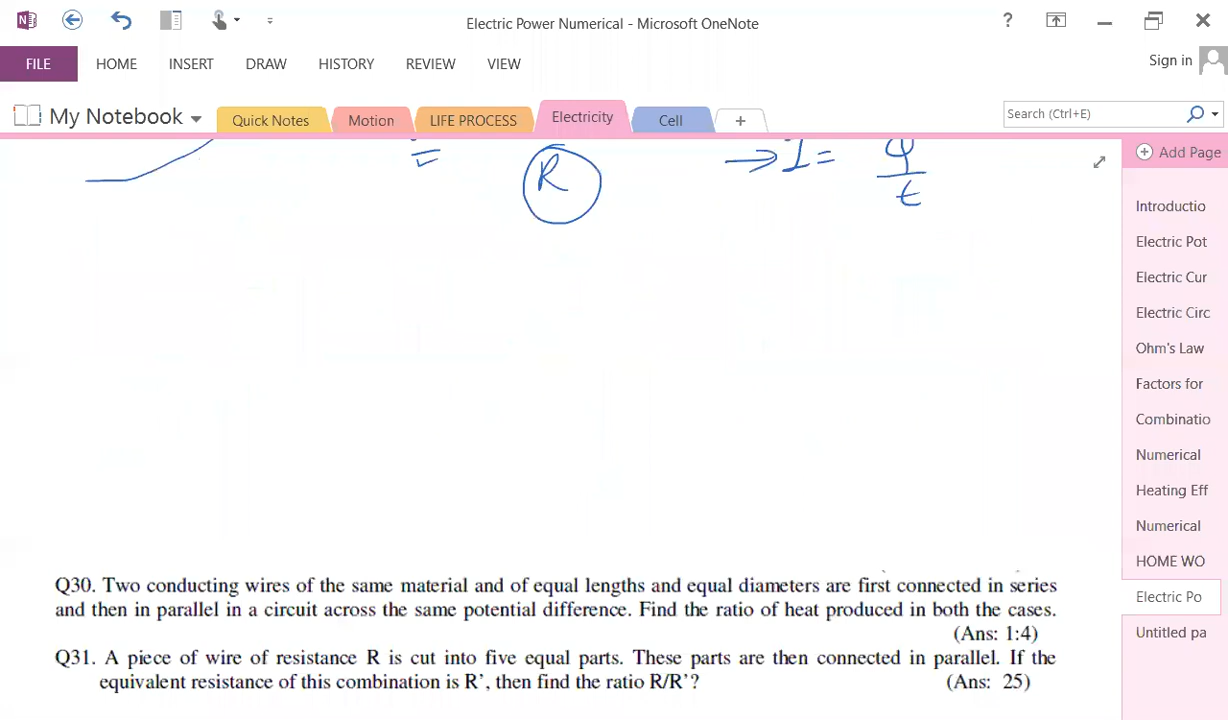 Electric Power Numerical - Microsoft OneNote
?
FILE HOME INSERT DRAW HISTORY REVIEW VIEW
Sign in
My Notebook
Quick Notes Motion LIFE PROCESS Electricity Cell +
Search (Ctrl+E)
Add Page
R
→ I = Q/t
Introductio
Electric Pot
Electric Cur
Electric Circ
Ohm's Law
Factors for
Combinatio
Numerical
Heating Eff
Numerical
HOME WO
Electric Po
Untitled pa
Q30. Two conducting wires of the same material and of equal lengths and equal diameters are first connected in series
and then in parallel in a circuit across the same potential difference. Find the ratio of heat produced in both the cases.
(Ans: 1:4)
Q31. A piece of wire of resistance R is cut into five equal parts. These parts are then connected in parallel. If the
equivalent resistance of this combination is R’, then find the ratio R/R’? (Ans: 25)